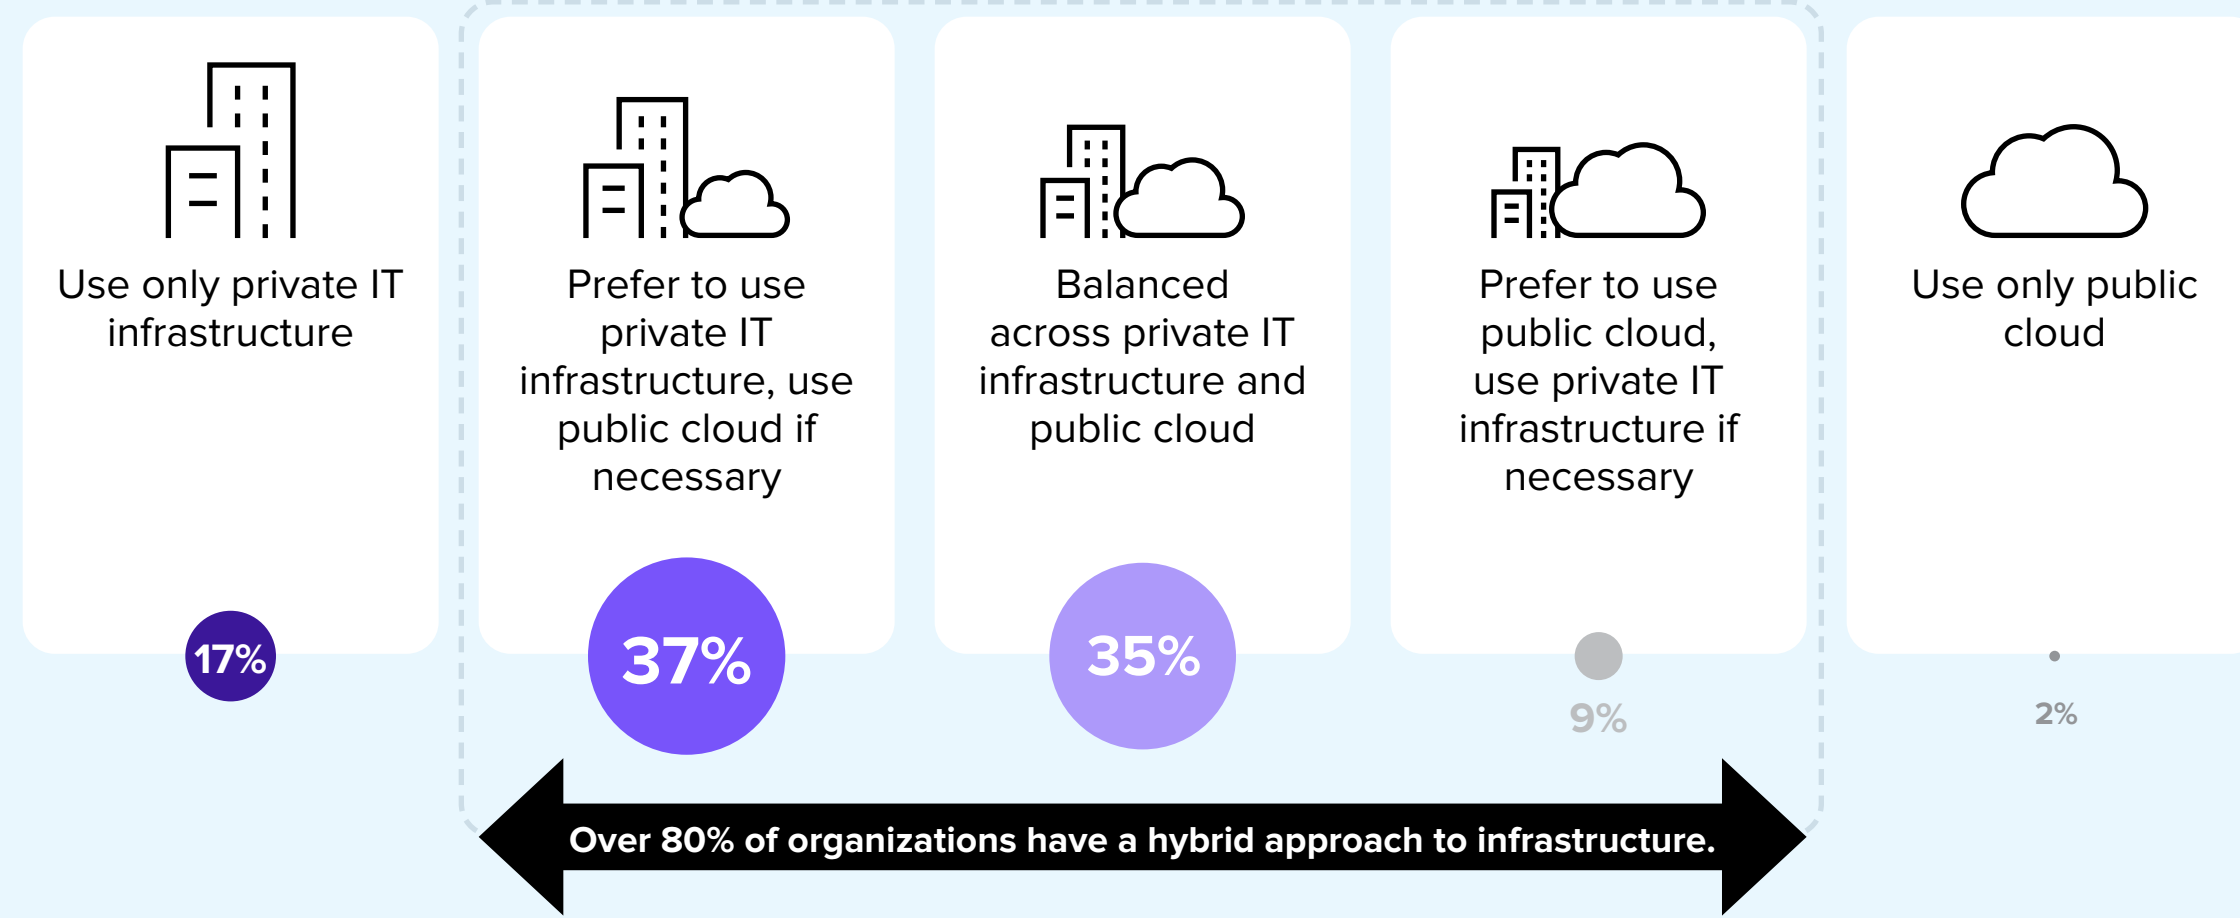 Use only private IT
infrastructure
Prefer to use
private IT
infrastructure, use
public cloud if
necessary
Balanced
across private IT
infrastructure and
public cloud
Prefer to use
public cloud,
use private IT
infrastructure if
necessary
Use only public
cloud
17%
37%
35%
9%
2%
Over 80% of organizations have a hybrid approach to infrastructure.